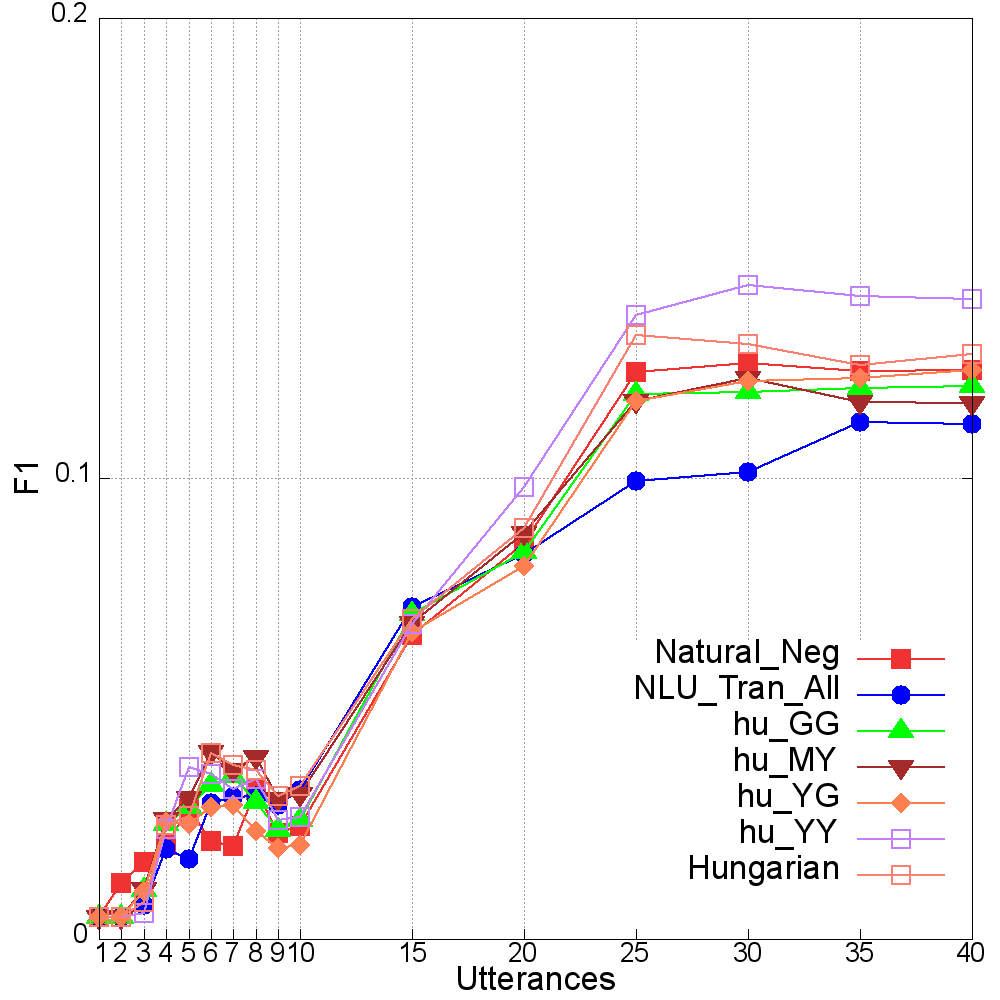 0.2
F1
0.1
0
Natural_Neg
NLU_Tran_All
hu_GG
hu_MY
hu_YG
hu_YY
Hungarian
1 2 3 4 5 6 7 8 9 10 15 20 25 30 35 40
Utterances